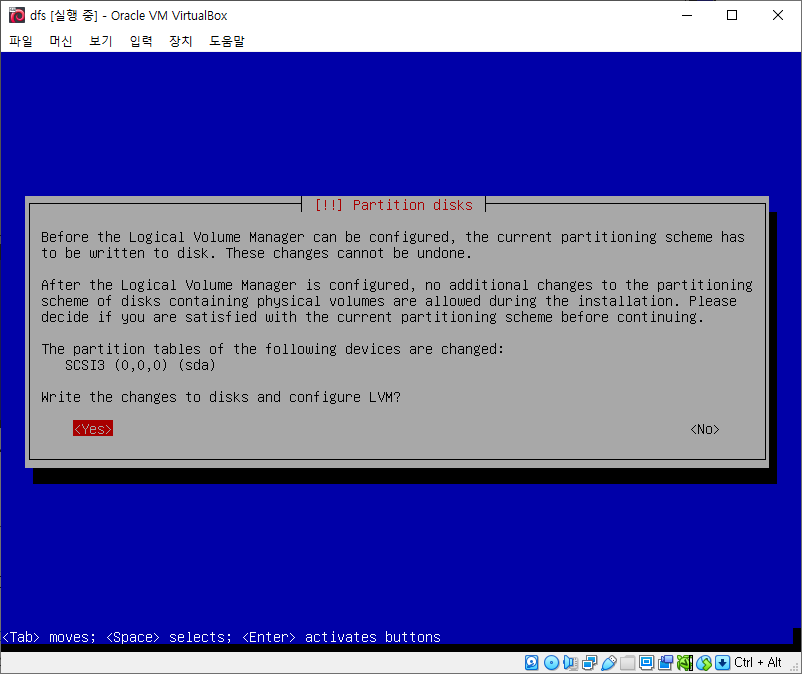 dfs [실행 중] - Oracle VM VirtualBox
파일 머신 보기 입력 장치 도움말
[!!] Partition disks
Before the Logical Volume Manager can be configured, the current partitioning scheme has
to be written to disk. These changes cannot be undone.
After the Logical Volume Manager is configured, no additional changes to the partitioning
scheme of disks containing physical volumes are allowed during the installation. Please
decide if you are satisfied with the current partitioning scheme before continuing.
The partition tables of the following devices are changed:
SCSI3 (0,0,0) (sda)
Write the changes to disks and configure LVM?
<Yes> <No>
<Tab> moves; <Space> selects; <Enter> activates buttons
Ctrl + Alt